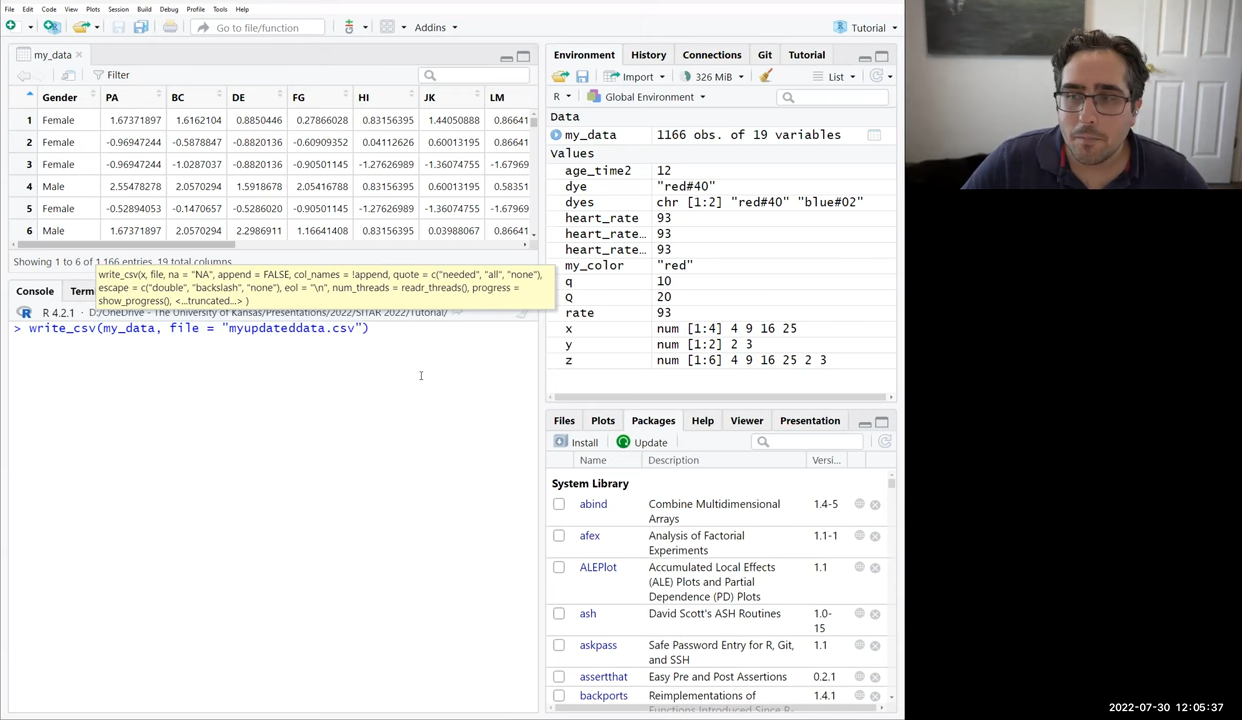 File Edit Code View Plots Session Build Debug Profile Tools Help
Go to file/function Addins Tutorial
my_data
Filter
Gender PA BC DE FG HI JK LM
1 Female 1.67371897 1.6162104 0.8850446 0.27866028 0.83156395 1.44050888 0.86641
2 Female -0.96947244 -0.5878847 -0.8820136 -0.60909352 0.04112626 0.60013195 0.86641
3 Female -0.96947244 -1.0287037 -0.8820136 -0.90501145 -1.27626989 -1.36074755 -1.67969
4 Male 2.55478278 2.0570294 1.5918678 2.05416788 0.83156395 0.60013195 0.58351
5 Female -0.52894053 -0.1470657 -0.5286020 -0.90501145 -1.27626989 -1.36074755 -1.67969
6 Male 1.67371897 2.0570294 2.2986911 1.16641408 0.83156395 0.03988067 0.86641
Showing 1 to 6 of 1,166 entries, 19 total columns
write_csv(x, file, na = "NA", append = FALSE, col_names = !append, quote = c("needed", "all", "none"),
escape = c("double", "backslash", "none"), eol = "\n", num_threads = readr_threads(), progress =
show_progress(), <...truncated...> )
Console Term
R 4.2.1 · D:/OneDrive - The University of Kansas/Presentations/2022/SITAR 2022/Tutorial/
> write_csv(my_data, file = "myupdateddata.csv")
Environment History Connections Git Tutorial
Import 326 MiB List
R Global Environment
Data
my_data 1166 obs. of 19 variables
Values
age_time2 12
dye "red#40"
dyes chr [1:2] "red#40" "blue#02"
heart_rate 93
heart_rate… 93
heart_rate… 93
my_color "red"
q 10
Q 20
rate 93
x num [1:4] 4 9 16 25
y num [1:2] 2 3
z num [1:6] 4 9 16 25 2 3
Files Plots Packages Help Viewer Presentation
Install Update
Name Description Versi...
System Library
abind Combine Multidimensional 1.4-5
Arrays
afex Analysis of Factorial 1.1-1
Experiments
ALEPlot Accumulated Local Effects 1.1
(ALE) Plots and Partial
Dependence (PD) Plots
ash David Scott's ASH Routines 1.0-
15
askpass Safe Password Entry for R, Git, 1.1
and SSH
assertthat Easy Pre and Post Assertions 0.2.1
backports Reimplementations of 1.4.1
Functions Introduced Since R-
2022-07-30 12:05:37